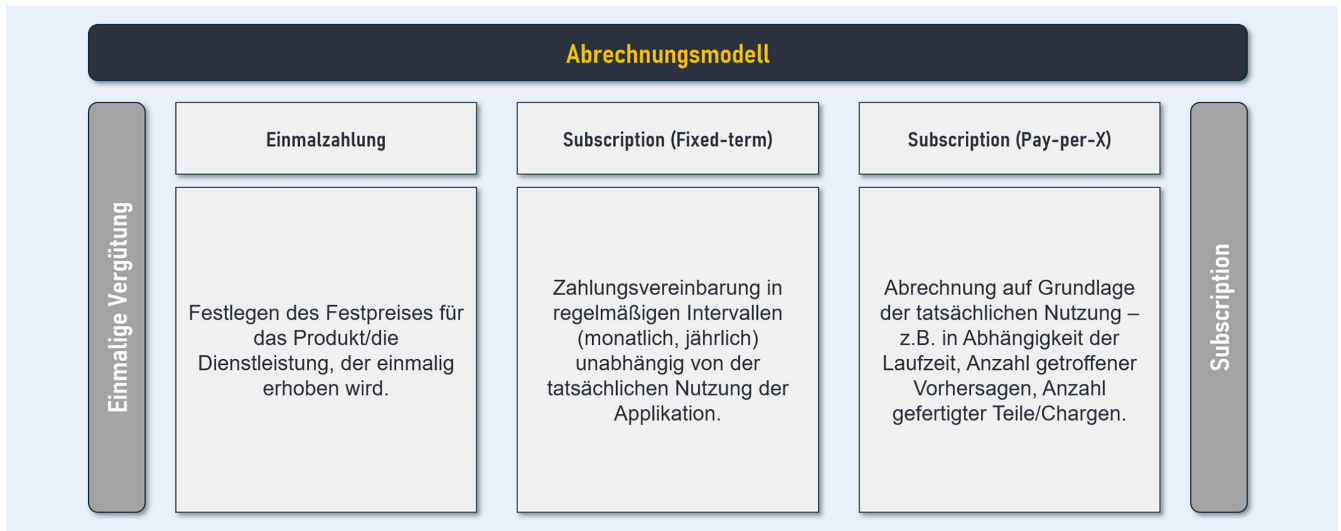 Abrechnungsmodell
Einmalige Vergütung
Einmalzahlung
Festlegen des Festpreises für
das Produkt/die
Dienstleistung, der einmalig
erhoben wird.
Subscription (Fixed-term)
Zahlungsvereinbarung in
regelmäßigen Intervallen
(monatlich, jährlich)
unabhängig von der
tatsächlichen Nutzung der
Applikation.
Subscription (Pay-per-X)
Abrechnung auf Grundlage
der tatsächlichen Nutzung –
z.B. in Abhängigkeit der
Laufzeit, Anzahl getroffener
Vorhersagen, Anzahl
gefertigter Teile/Chargen.
Subscription